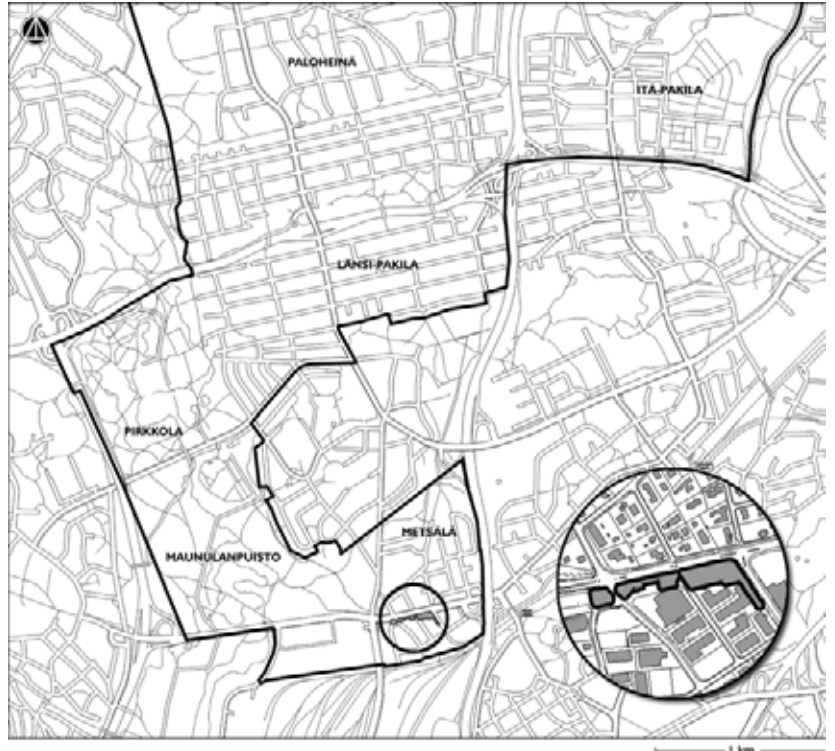 PALOHEINÄ
ITÄ-PAKILA
LÄNSI-PAKILA
PIRKKOLA
METSÄLÄ
MAUNULANPUISTO
1 km